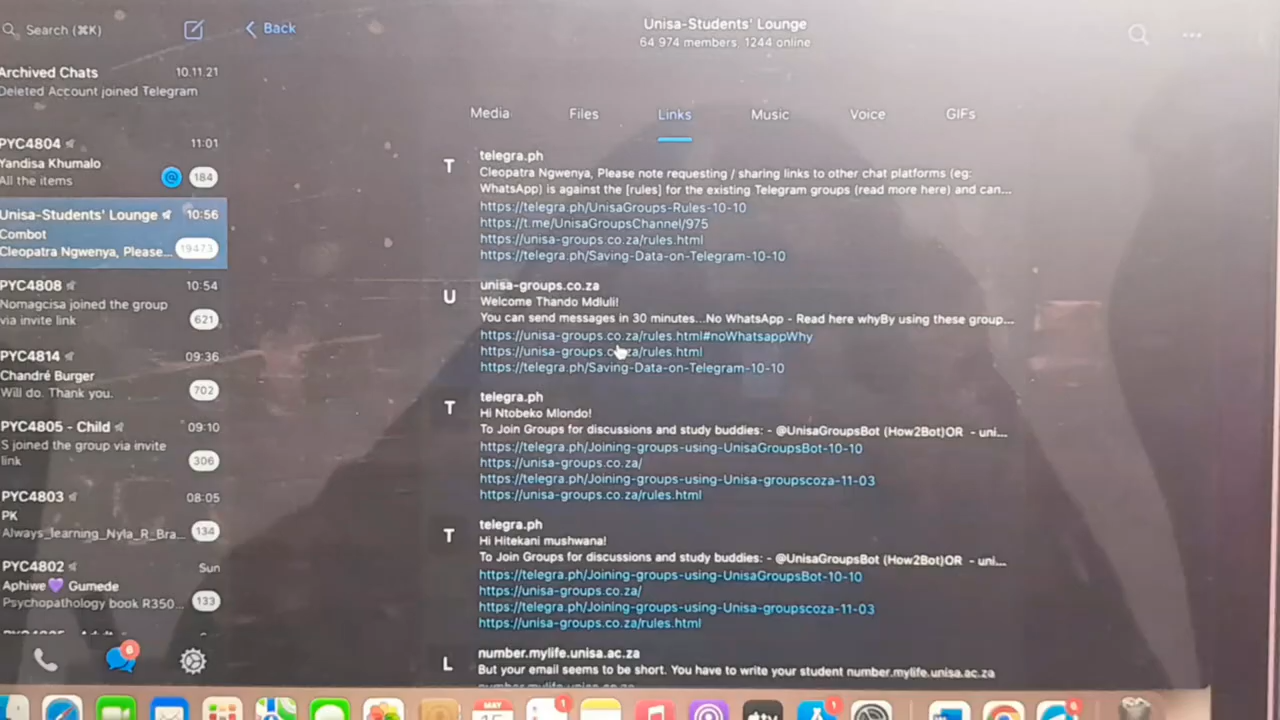 Search (⌘K)
Back
Unisa-Students' Lounge
64 974 members, 1244 online
Archived Chats 10.11.21
Deleted Account joined Telegram
PYC4804 11:01
Yandisa Khumalo
All the items 184
Unisa-Students' Lounge 10:56
Combot
Cleopatra Ngwenya, Please... 19473
PYC4808 10:54
Nomagcisa joined the group
via invite link 621
PYC4814 09:36
Chandré Burger
Will do. Thank you. 702
PYC4805 - Child 09:10
S joined the group via invite
link 306
PYC4803 08:05
PK
Always_learning_Nyla_R_Bra... 134
PYC4802 Sun
Aphiwe 💜 Gumede
Psychopathology book R350... 133
6
Media Files Links Music Voice GIFs
T
telegra.ph
Cleopatra Ngwenya, Please note requesting / sharing links to other chat platforms (eg:
WhatsApp) is against the [rules] for the existing Telegram groups (read more here) and can...
https://telegra.ph/UnisaGroups-Rules-10-10
https://t.me/UnisaGroupsChannel/975
https://unisa-groups.co.za/rules.html
https://telegra.ph/Saving-Data-on-Telegram-10-10
U
unisa-groups.co.za
Welcome Thando Mdluli!
You can send messages in 30 minutes...No WhatsApp - Read here whyBy using these group...
https://unisa-groups.co.za/rules.html#noWhatsappWhy
https://unisa-groups.co.za/rules.html
https://telegra.ph/Saving-Data-on-Telegram-10-10
T
telegra.ph
Hi Ntobeko Mlondo!
To Join Groups for discussions and study buddies: - @UnisaGroupsBot (How2Bot)OR - uni...
https://telegra.ph/Joining-groups-using-UnisaGroupsBot-10-10
https://unisa-groups.co.za/
https://telegra.ph/Joining-groups-using-Unisa-groupscoza-11-03
https://unisa-groups.co.za/rules.html
T
telegra.ph
Hi Hitekani mushwana!
To Join Groups for discussions and study buddies: - @UnisaGroupsBot (How2Bot)OR - uni...
https://telegra.ph/Joining-groups-using-UnisaGroupsBot-10-10
https://unisa-groups.co.za/
https://telegra.ph/Joining-groups-using-Unisa-groupscoza-11-03
https://unisa-groups.co.za/rules.html
L
number.mylife.unisa.ac.za
But your email seems to be short. You have to write your student number.mylife.unisa.ac.za
MAY
1
1
6